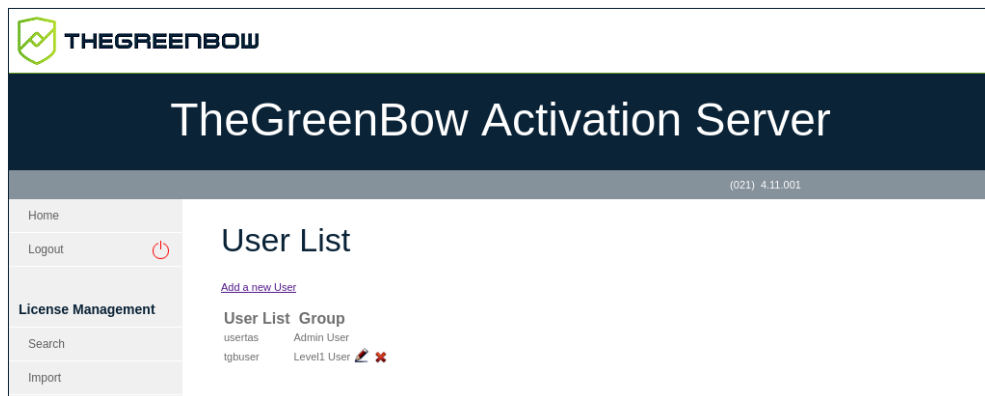 THEGREENBOW
TheGreenBow Activation Server
(021) 4.11.001
Home
Logout
License Management
Search
Import
User List
Add a new User
User List Group
usertas Admin User
tgbuser Level1 User